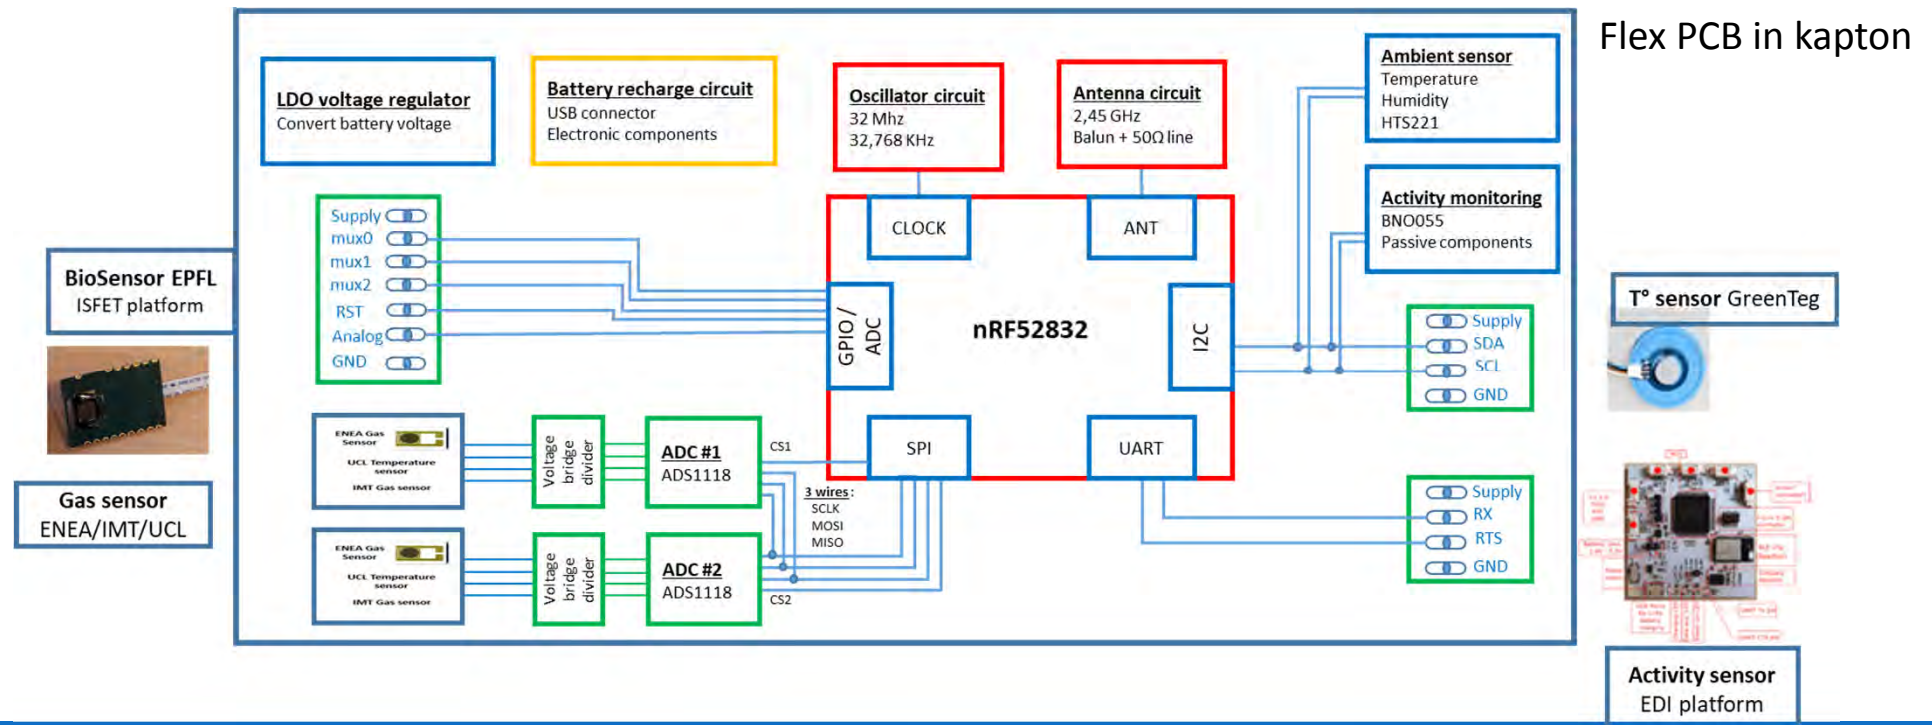 Flex PCB in kapton
LDO voltage regulator
Convert battery voltage
Battery recharge circuit
USB connector
Electronic components
Oscillator circuit
32 Mhz
32,768 KHz
Antenna circuit
2,45 GHz
Balun + 50Ω line
Ambient sensor
Temperature
Humidity
HTS221
Activity monitoring
BNO055
Passive components
Supply
mux0
mux1
mux2
RST
Analog
GND
CLOCK
ANT
GPIO /
ADC
nRF52832
I2C
SPI
UART
BioSensor EPFL
ISFET platform
Gas sensor
ENEA/IMT/UCL
ENEA Gas
Sensor
UCL Temperature
sensor
IMT Gas sensor
Voltage
bridge
divider
ADC #1
ADS1118
CS1
3 wires:
SCLK
MOSI
MISO
ENEA Gas
Sensor
UCL Temperature
sensor
IMT Gas sensor
Voltage
bridge
divider
ADC #2
ADS1118
CS2
Supply
SDA
SCL
GND
Supply
RX
RTS
GND
T° sensor GreenTeg
Activity sensor
EDI platform